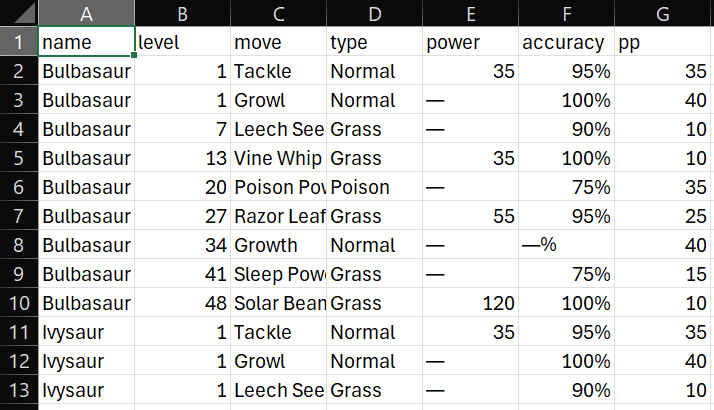 A B C D E F G
1 name level move type power accuracy pp
2 Bulbasaur 1 Tackle Normal 35 95% 35
3 Bulbasaur 1 Growl Normal — 100% 40
4 Bulbasaur 7 Leech See Grass — 90% 10
5 Bulbasaur 13 Vine Whip Grass 35 100% 10
6 Bulbasaur 20 Poison Pov Poison — 75% 35
7 Bulbasaur 27 Razor Leaf Grass 55 95% 25
8 Bulbasaur 34 Growth Normal — —% 40
9 Bulbasaur 41 Sleep Pow Grass — 75% 15
10 Bulbasaur 48 Solar Bean Grass 120 100% 10
11 Ivysaur 1 Tackle Normal 35 95% 35
12 Ivysaur 1 Growl Normal — 100% 40
13 Ivysaur 1 Leech See Grass — 90% 10